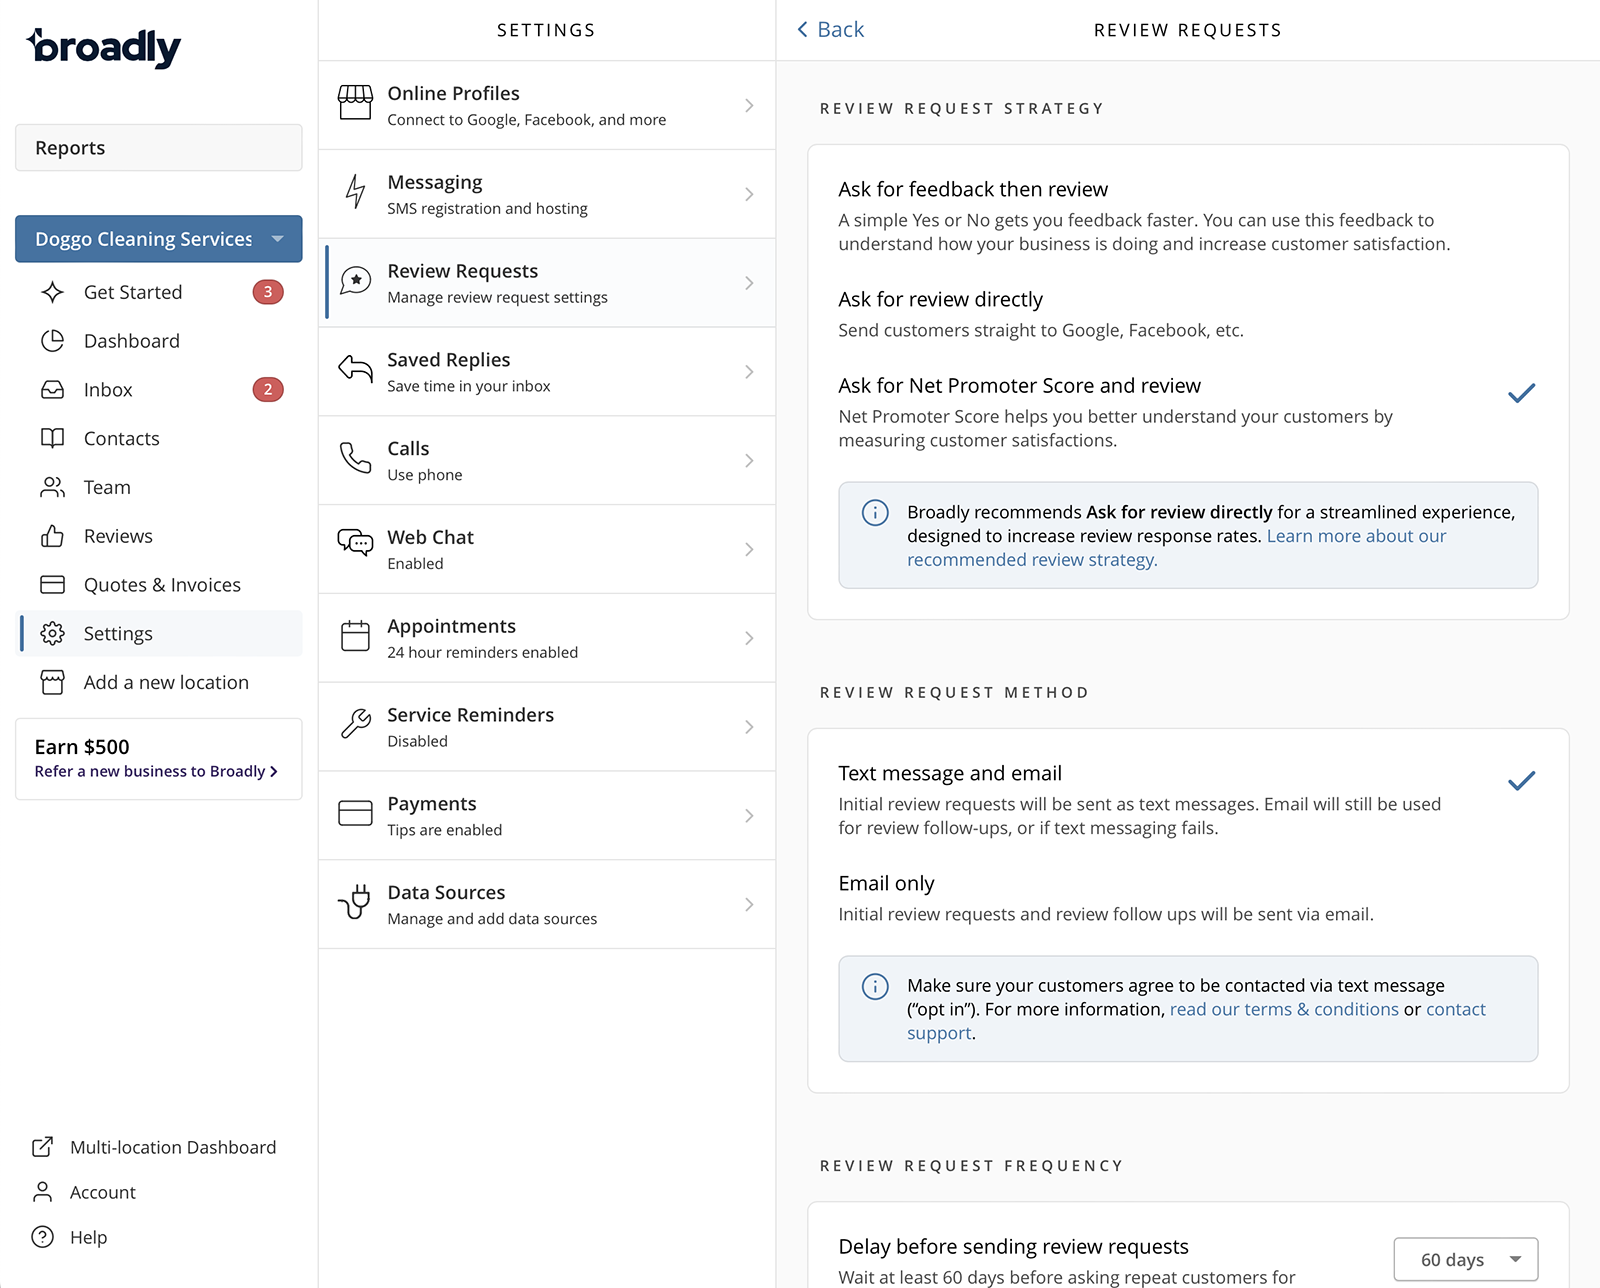 broadly
Reports
Doggo Cleaning Services
Get Started
3
Dashboard
Inbox
2
Contacts
Team
Reviews
Quotes & Invoices
Settings
Add a new location
Earn $500
Refer a new business to Broadly
Multi-location Dashboard
Account
Help
SETTINGS
Online Profiles
Connect to Google, Facebook, and more
Messaging
SMS registration and hosting
Review Requests
Manage review request settings
Saved Replies
Save time in your inbox
Calls
Use phone
Web Chat
Enabled
Appointments
24 hour reminders enabled
Service Reminders
Disabled
Payments
Tips are enabled
Data Sources
Manage and add data sources
Back
REVIEW REQUESTS
REVIEW REQUEST STRATEGY
Ask for feedback then review
A simple Yes or No gets you feedback faster. You can use this feedback to
understand how your business is doing and increase customer satisfaction.
Ask for review directly
Send customers straight to Google, Facebook, etc.
Ask for Net Promoter Score and review
Net Promoter Score helps you better understand your customers by
measuring customer satisfactions.
Broadly recommends Ask for review directly for a streamlined experience,
designed to increase review response rates. Learn more about our
recommended review strategy.
REVIEW REQUEST METHOD
Text message and email
Initial review requests will be sent as text messages. Email will still be used
for review follow-ups, or if text messaging fails.
Email only
Initial review requests and review follow ups will be sent via email.
Make sure your customers agree to be contacted via text message
(“opt in”). For more information, read our terms & conditions or contact
support.
REVIEW REQUEST FREQUENCY
Delay before sending review requests
60 days
Wait at least 60 days before asking repeat customers for